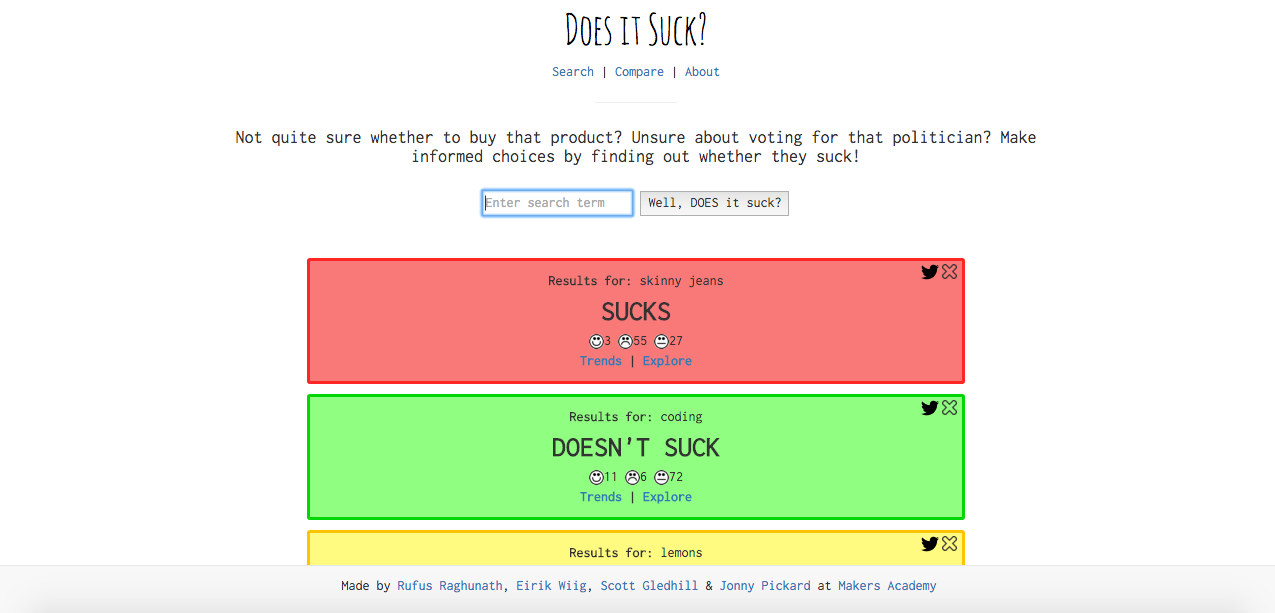 Does it Suck?
Search | Compare | About
Not quite sure whether to buy that product? Unsure about voting for that politician? Make
informed choices by finding out whether they suck!
Enter search term Well, DOES it suck?
Results for: skinny jeans
SUCKS
3 55 27
Trends | Explore
Results for: coding
DOESN'T SUCK
11 6 72
Trends | Explore
Results for: lemons
Made by Rufus Raghunath, Eirik Wiig, Scott Gledhill & Jonny Pickard at Makers Academy